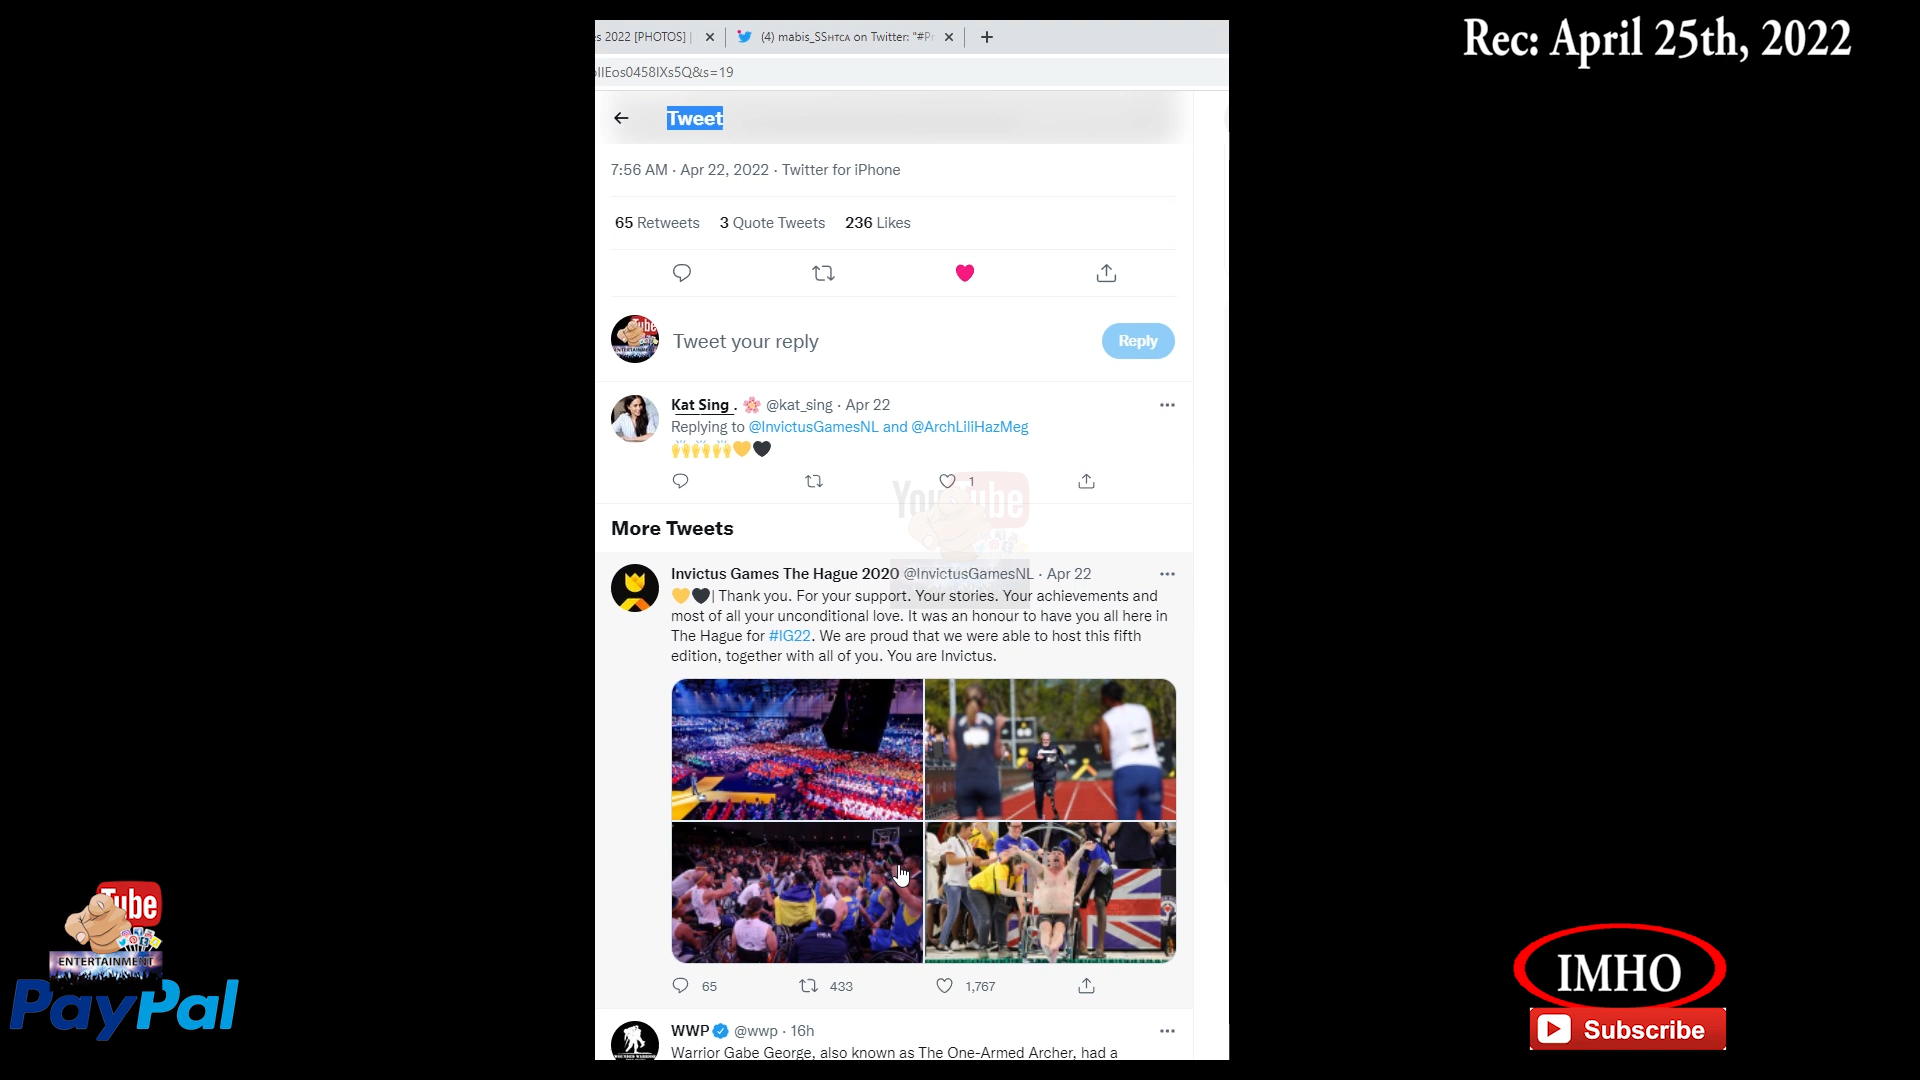 Rec: April 25th, 2022
s 2022 [PHOTOS] |
(4) mabis_SSHTCA on Twitter: "#Pr
Eos0458IXs5Q&s=19
Tweet
7:56 AM · Apr 22, 2022 · Twitter for iPhone
65 Retweets 3 Quote Tweets 236 Likes
Tweet your reply
Reply
Kat Sing . 🌸 @kat_sing · Apr 22
Replying to @InvictusGamesNL and @ArchLiliHazMeg
🙌🙌🙌💛🖤
1
YouTube
More Tweets
Invictus Games The Hague 2020 @InvictusGamesNL · Apr 22
💛🖤| Thank you. For your support. Your stories. Your achievements and
most of all your unconditional love. It was an honour to have you all here in
The Hague for #IG22. We are proud that we were able to host this fifth
edition, together with all of you. You are Invictus.
65 433 1,767
WWP @wwp · 16h
Warrior Gabe George, also known as The One-Armed Archer, had a
Tube
ENTERTAINMENT
PayPal
IMHO
Subscribe